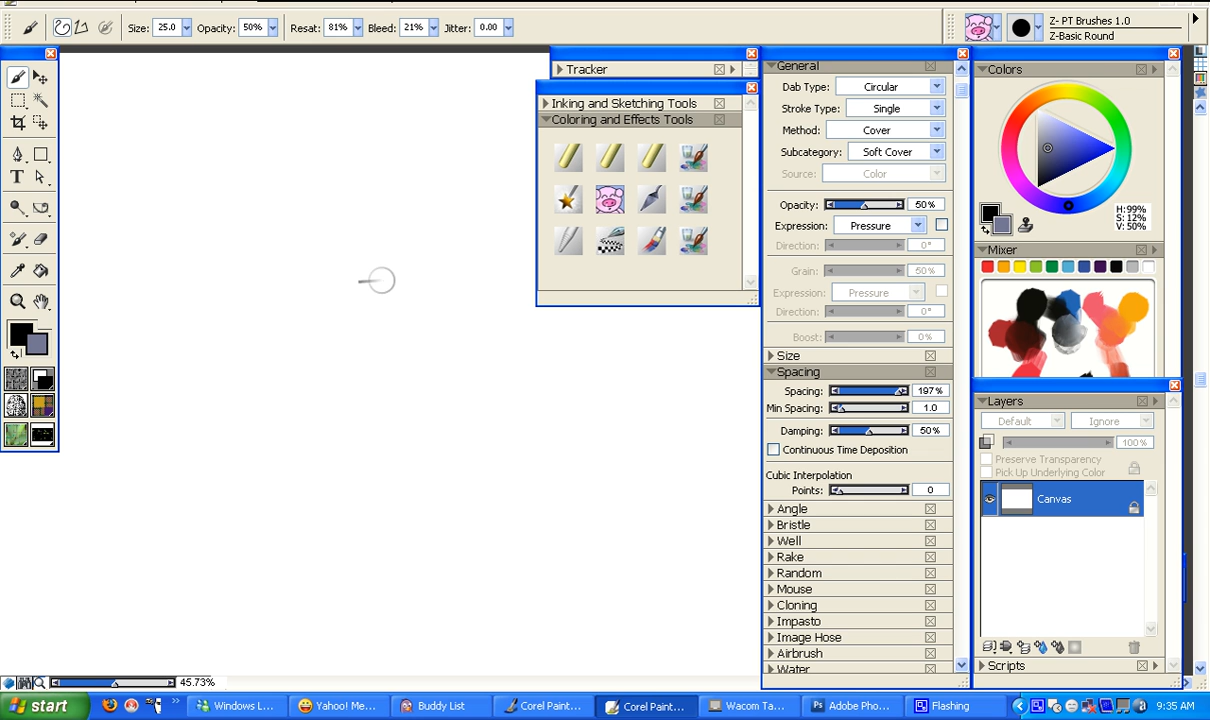 Size: 25.0 Opacity: 50% Resat: 81% Bleed: 21% Jitter: 0.00
Z- PT Brushes 1.0
Z-Basic Round
Tracker
Inking and Sketching Tools
Coloring and Effects Tools
General
Dab Type: Circular
Stroke Type: Single
Method: Cover
Subcategory: Soft Cover
Source: Color
Opacity: 50%
Expression: Pressure
Direction: 0°
Grain: 50%
Expression: Pressure
Direction: 0°
Boost: 0%
Size
Spacing
Spacing: 197%
Min Spacing: 1.0
Damping: 50%
Continuous Time Deposition
Cubic Interpolation
Points: 0
Angle
Bristle
Well
Rake
Random
Mouse
Cloning
Impasto
Image Hose
Airbrush
Water
Colors
H:99%
S:12%
V:50%
Mixer
Layers
Default Ignore
100%
Preserve Transparency
Pick Up Underlying Color
Canvas
Scripts
T
45.73%
start Windows L... Yahoo! Me... Buddy List Corel Paint... Corel Paint... Wacom Ta... Adobe Pho... Flashing 9:35 AM